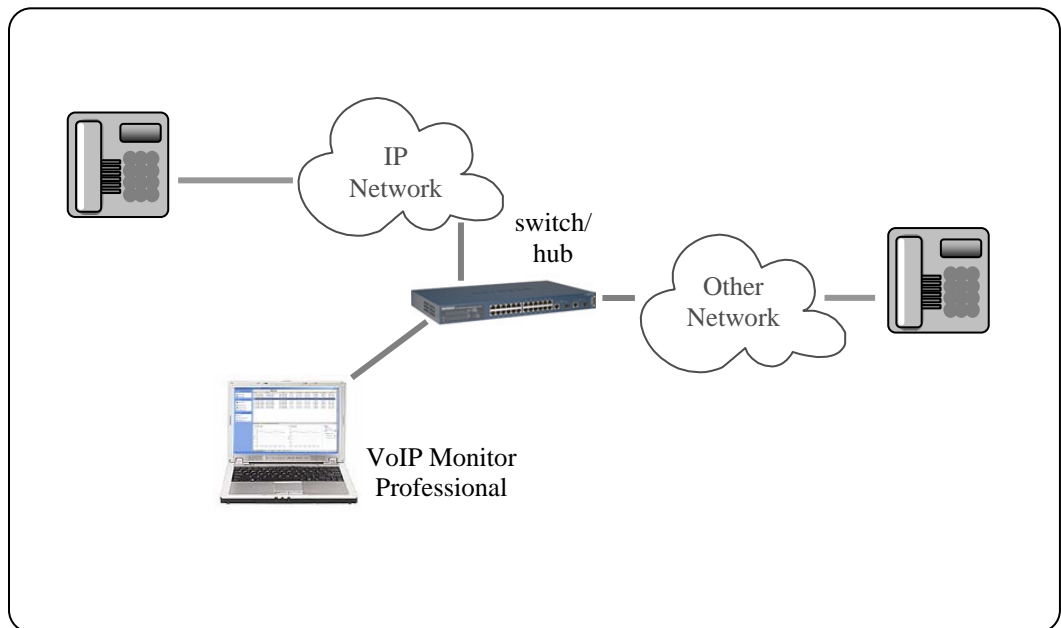 IP
Network
switch/
hub
Other
Network
VoIP Monitor
Professional